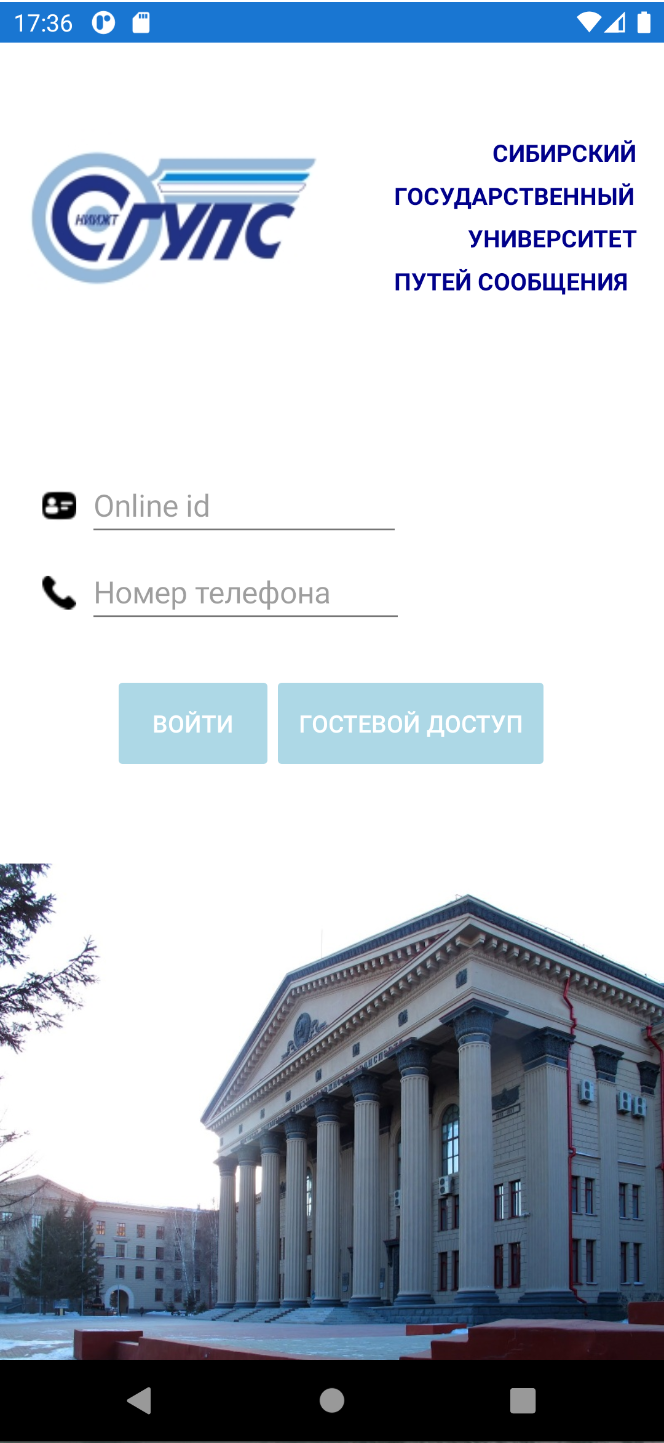 17:36
НИИЖТ
СГУПС
СИБИРСКИЙ
ГОСУДАРСТВЕННЫЙ
УНИВЕРСИТЕТ
ПУТЕЙ СООБЩЕНИЯ
Online id
Номер телефона
ВОЙТИ
ГОСТЕВОЙ ДОСТУП